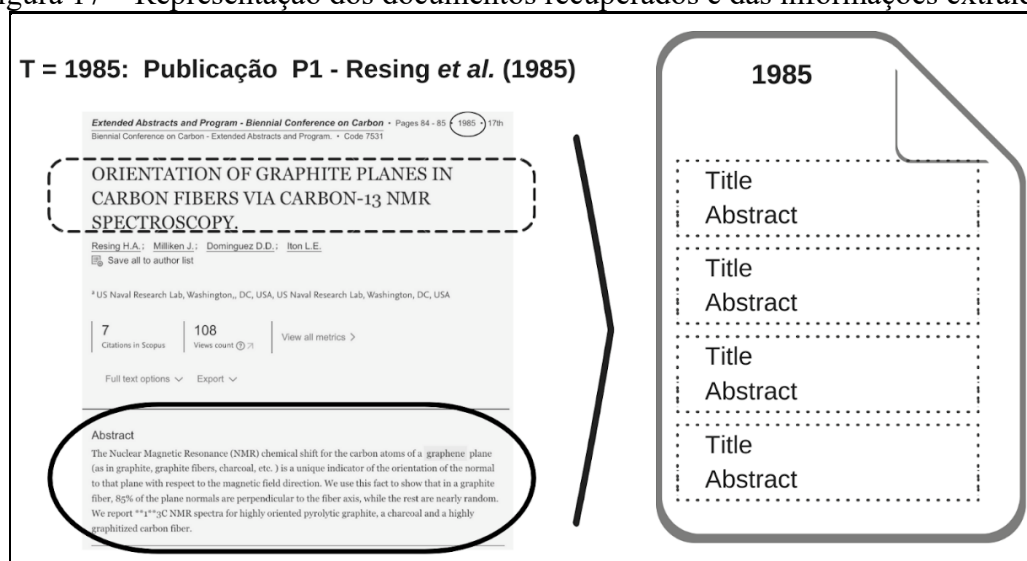 gura 17 – Representação dos documentos recuperados e das informações extraí
T = 1985: Publicação P1 - Resing et al. (1985)
Extended Abstracts and Program - Biennial Conference on Carbon • Pages 84 - 85 • 1985 • 17th
Biennial Conference on Carbon - Extended Abstracts and Program. • Code 7531
ORIENTATION OF GRAPHITE PLANES IN
CARBON FIBERS VIA CARBON-13 NMR
SPECTROSCOPY.
Resing H.A.; Milliken J.; Dominguez D.D.; Iton L.E.
Save all to author list
ᵃ US Naval Research Lab, Washington,, DC, USA, US Naval Research Lab, Washington, DC, USA
7
Citations in Scopus
108
Views count
View all metrics >
Full text options
Export
Abstract
The Nuclear Magnetic Resonance (NMR) chemical shift for the carbon atoms of a graphene plane
(as in graphite, graphite fibers, charcoal, etc. ) is a unique indicator of the orientation of the normal
to that plane with respect to the magnetic field direction. We use this fact to show that in a graphite
fiber, 85% of the plane normals are perpendicular to the fiber axis, while the rest are nearly random.
We report **1**3C NMR spectra for highly oriented pyrolytic graphite, a charcoal and a highly
graphitized carbon fiber.
1985
Title
Abstract
Title
Abstract
Title
Abstract
Title
Abstract